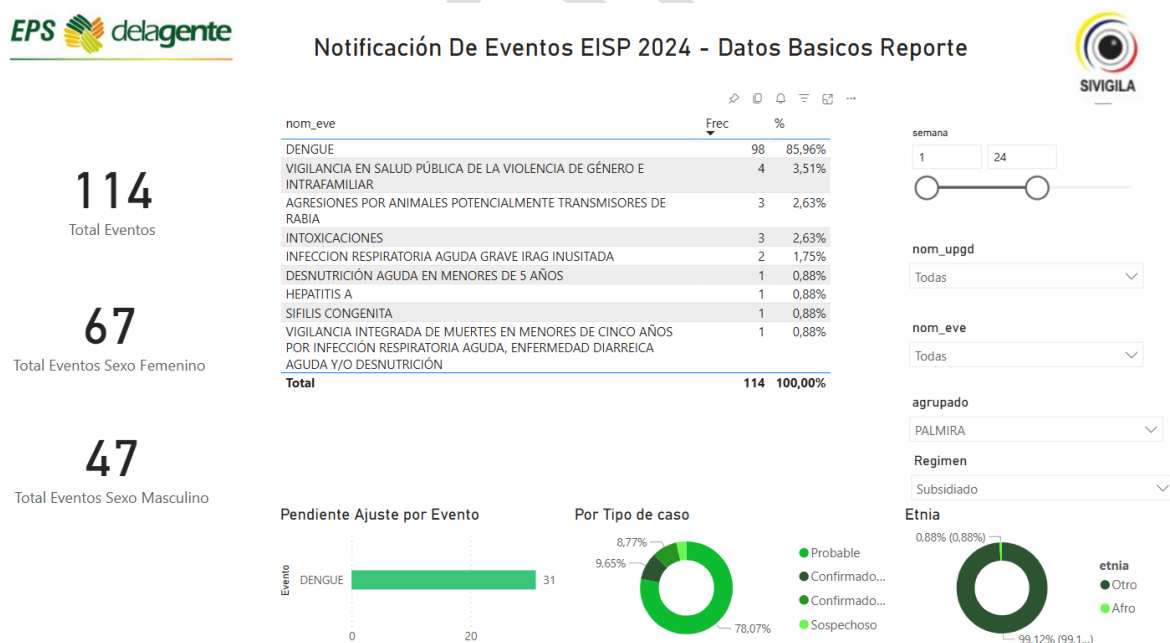 EPS delagente
Notificación De Eventos EISP 2024 - Datos Basicos Reporte
SIVIGILA
114
Total Eventos
67
Total Eventos Sexo Femenino
47
Total Eventos Sexo Masculino
nom_eve Frec %
DENGUE 98 85,96%
VIGILANCIA EN SALUD PÚBLICA DE LA VIOLENCIA DE GÉNERO E 4 3,51%
INTRAFAMILIAR
AGRESIONES POR ANIMALES POTENCIALMENTE TRANSMISORES DE 3 2,63%
RABIA
INTOXICACIONES 3 2,63%
INFECCION RESPIRATORIA AGUDA GRAVE IRAG INUSITADA 2 1,75%
DESNUTRICIÓN AGUDA EN MENORES DE 5 AÑOS 1 0,88%
HEPATITIS A 1 0,88%
SIFILIS CONGENITA 1 0,88%
VIGILANCIA INTEGRADA DE MUERTES EN MENORES DE CINCO AÑOS 1 0,88%
POR INFECCIÓN RESPIRATORIA AGUDA, ENFERMEDAD DIARREICA
AGUDA Y/O DESNUTRICIÓN
Total 114 100,00%
semana
1 24
nom_upgd
Todas
nom_eve
Todas
agrupado
PALMIRA
Regimen
Subsidiado
Pendiente Ajuste por Evento
Evento
DENGUE 31
0 20
Por Tipo de caso
8,77%
9,65%
78,07%
Probable
Confirmado...
Confirmado...
Sospechoso
Etnia
0.88% (0,88%)
99,12% (99,1...)
etnia
Otro
Afro